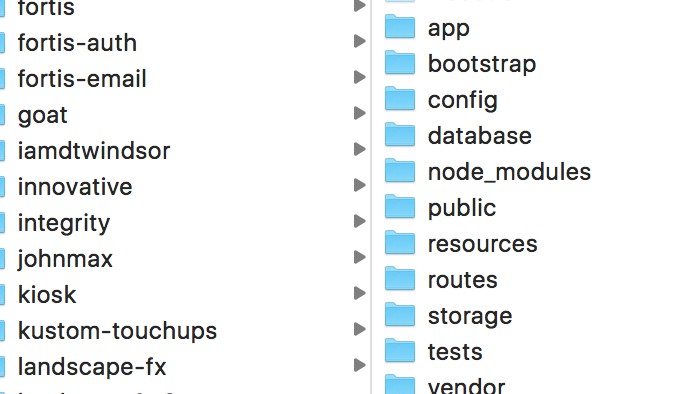 fortis
fortis-auth
fortis-email
goat
iamdtwindsor
innovative
integrity
johnmax
kiosk
kustom-touchups
landscape-fx
app
bootstrap
config
database
node_modules
public
resources
routes
storage
tests
vendor